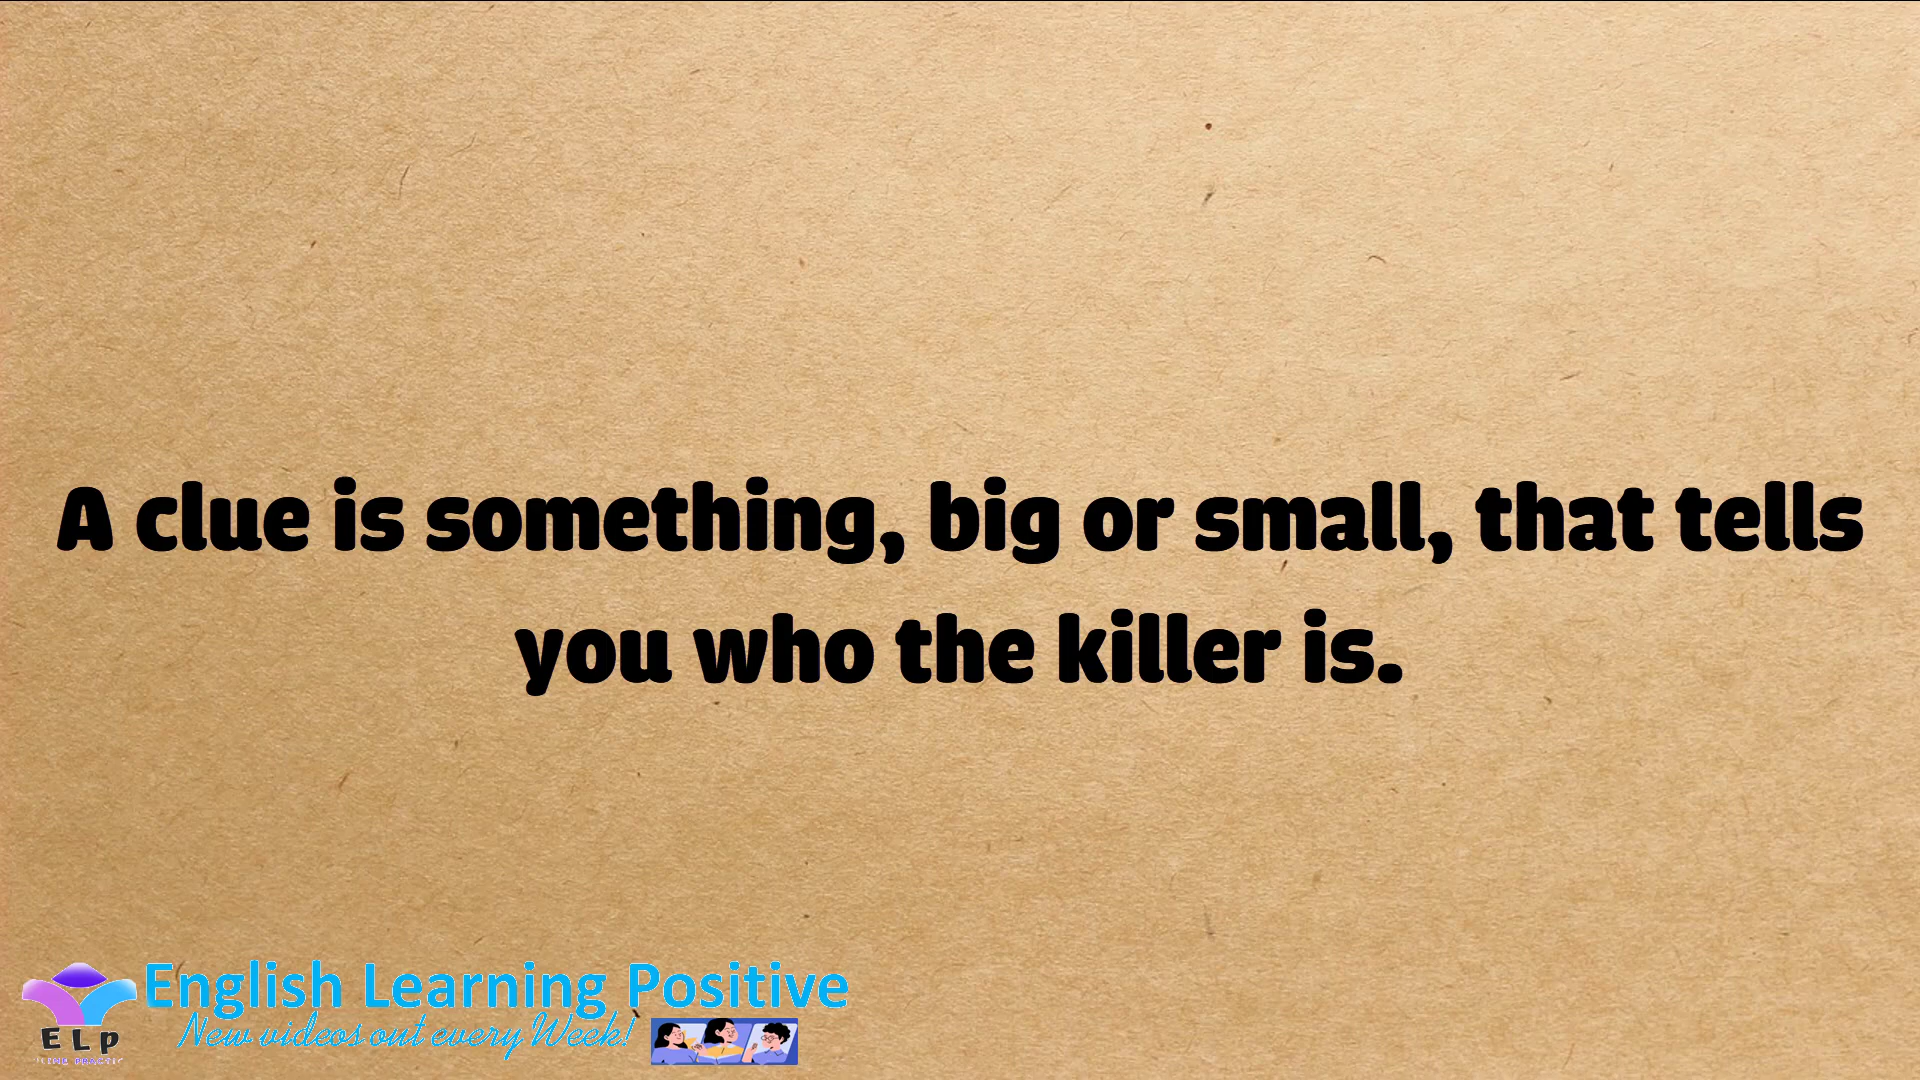 A clue is something, big or small, that tells
you who the killer is.
English Learning Positive
New videos out every Week!
ELP